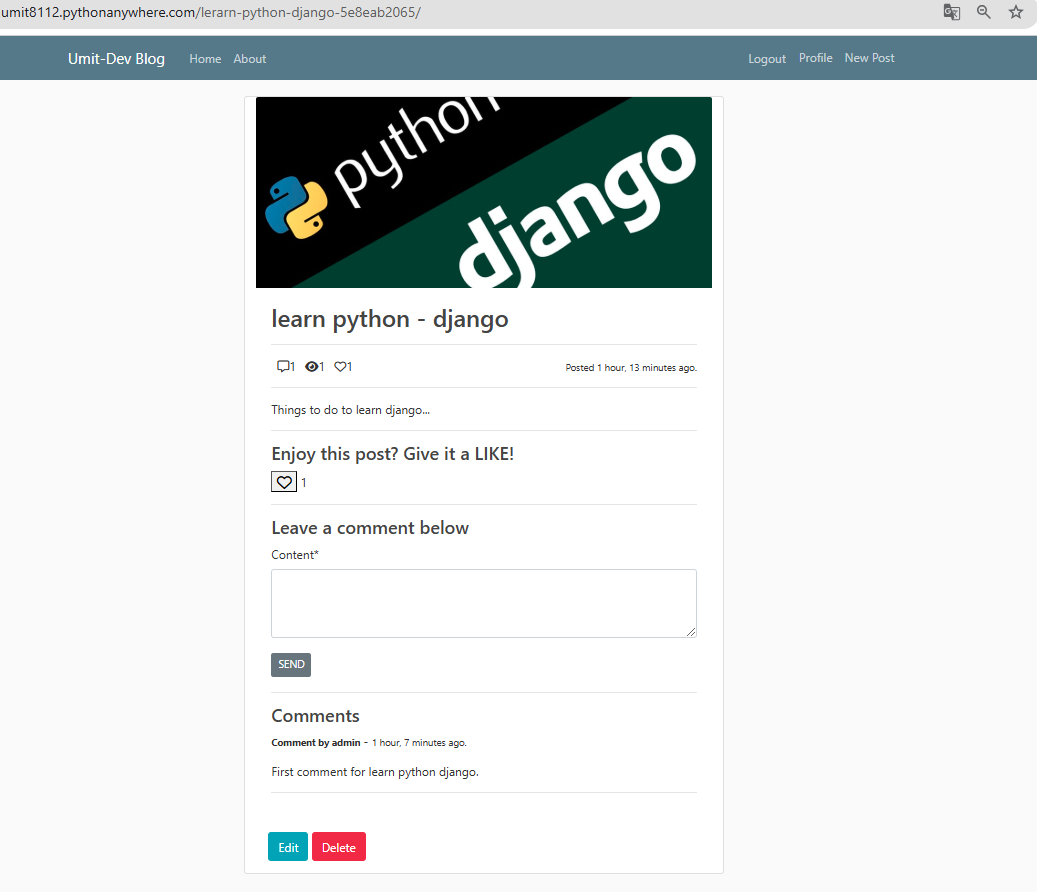 umit8112.pythonanywhere.com/lerarn-python-django-5e8eab2065/
Umit-Dev Blog Home About Logout Profile New Post
python
django
learn python - django
1 1 1 Posted 1 hour, 13 minutes ago.
Things to do to learn django...
Enjoy this post? Give it a LIKE!
1
Leave a comment below
Content*
SEND
Comments
Comment by admin - 1 hour, 7 minutes ago.
First comment for learn python django.
Edit Delete